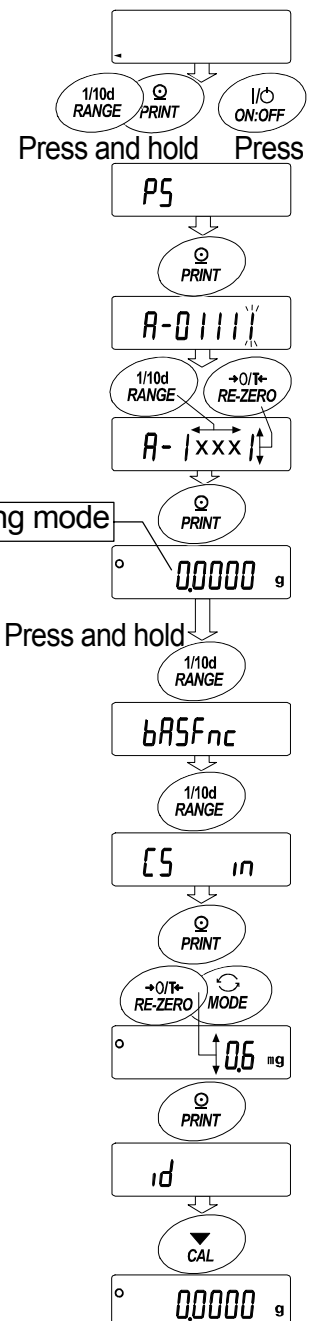 1/10d
RANGE
PRINT
I/⏻
ON:OFF
Press and hold Press
PS
PRINT
A-01111
1/10d
RANGE
→0/T←
RE-ZERO
A-1xxx1
PRINT
ng mode
0.0000 g
Press and hold
1/10d
RANGE
bASFnc
1/10d
RANGE
CS in
PRINT
→0/T←
RE-ZERO
MODE
0.6 mg
PRINT
id
CAL
0.0000 g